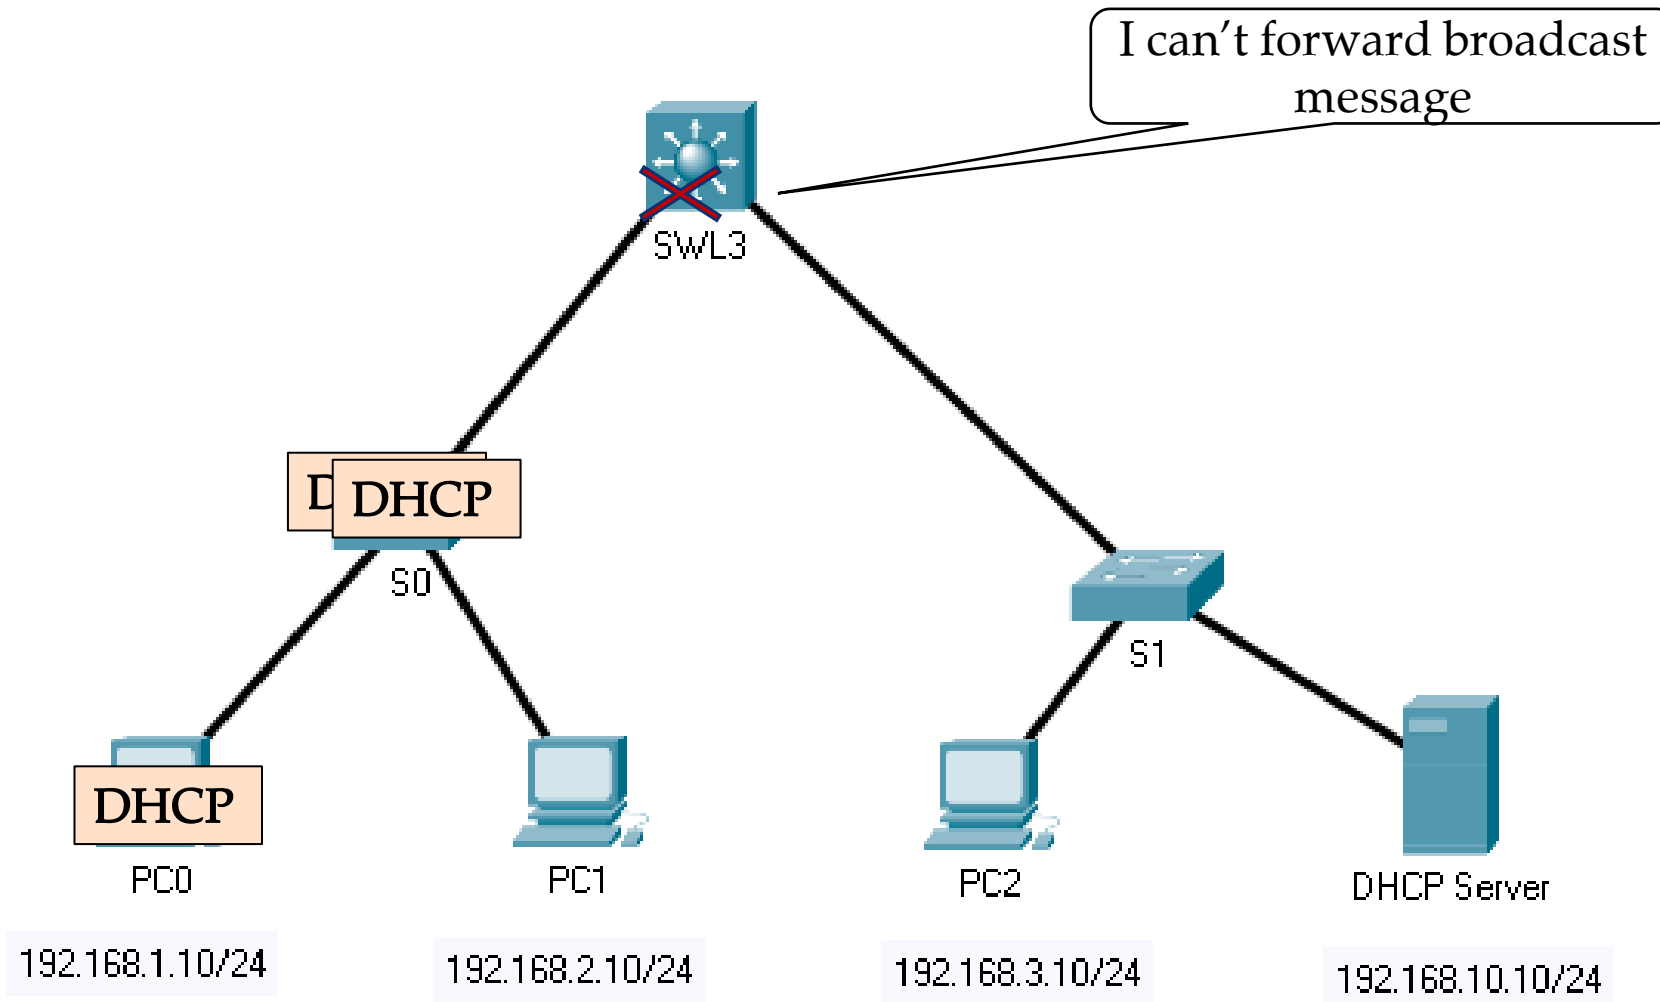 I can’t forward broadcast
message
SWL3
D
DHCP
S0
S1
DHCP
PC0
PC1
PC2
DHCP Server
192.168.1.10/24
192.168.2.10/24
192.168.3.10/24
192.168.10.10/24